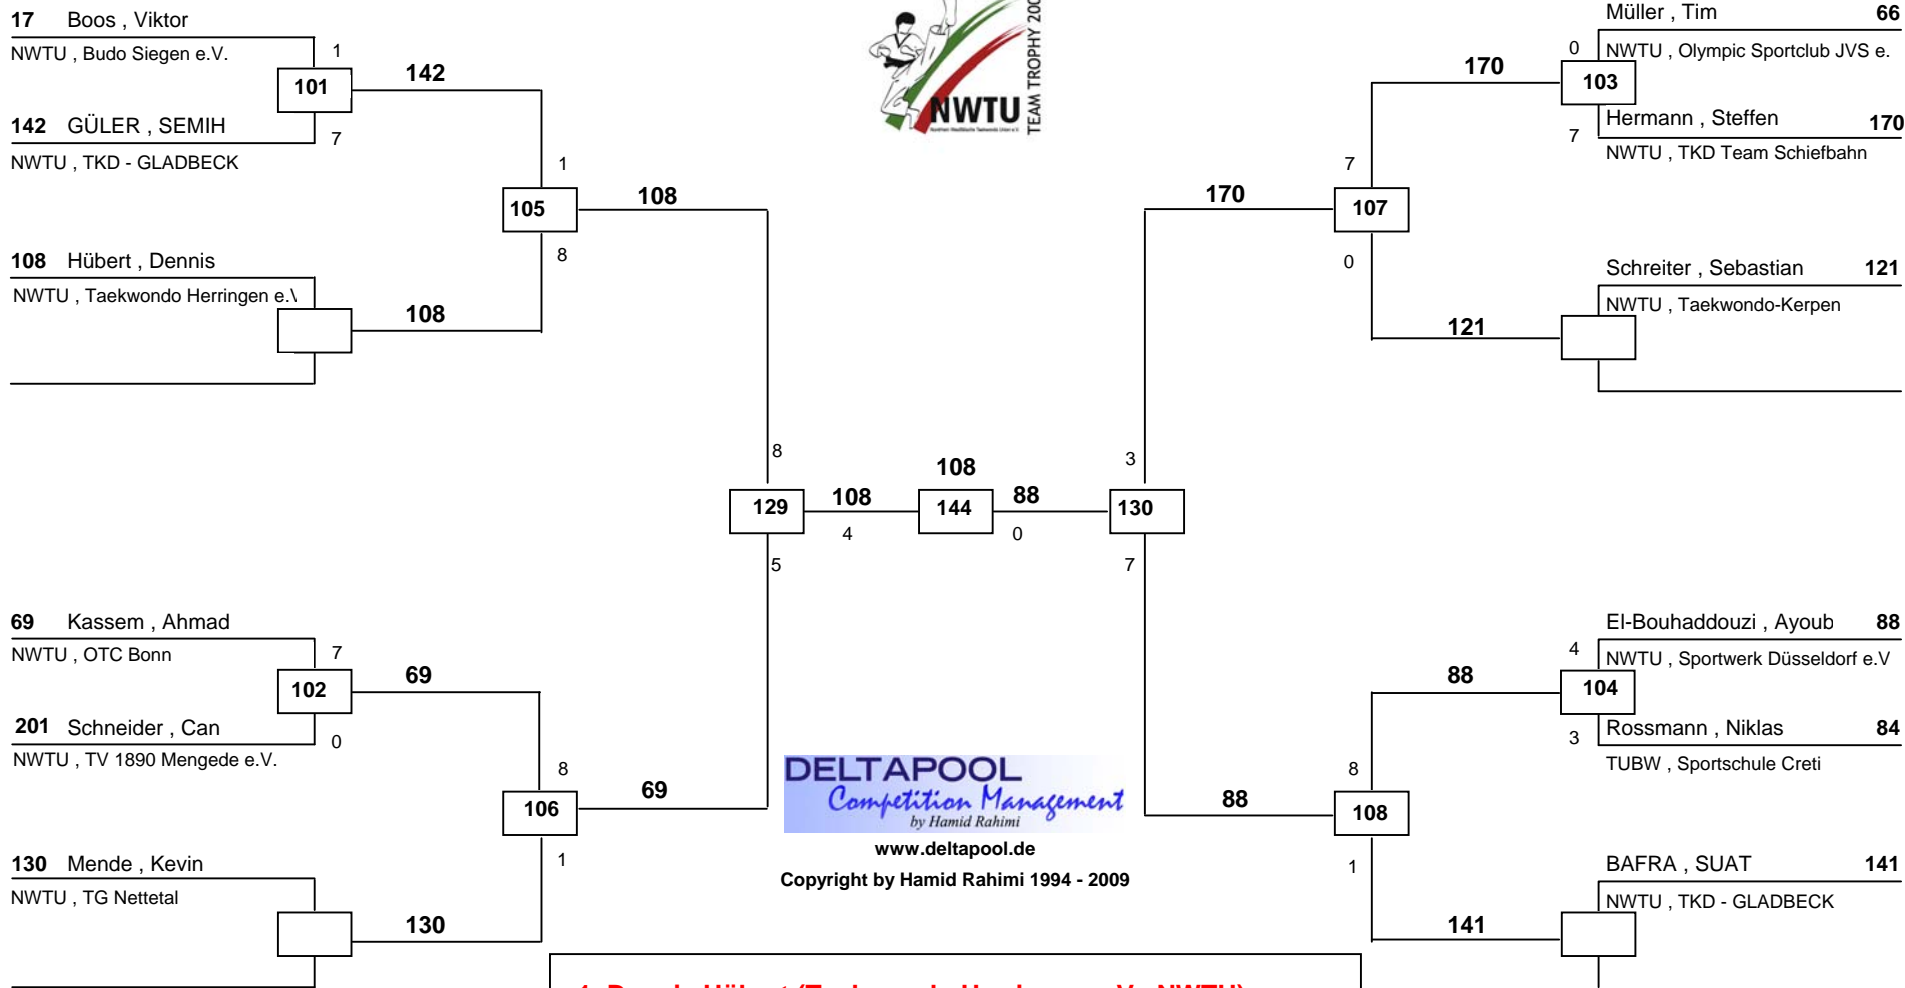 17 Boos , Viktor
NWTU , Budo Siegen e.V.
1
101
142
142 GÜLER , SEMIH
7
NWTU , TKD - GLADBECK
1
105
108
8
108 Hübert , Dennis
NWTU , Taekwondo Herringen e.V
108
8
129
108
4
5
69 Kassem , Ahmad
NWTU , OTC Bonn
7
102
69
201 Schneider , Can
0
NWTU , TV 1890 Mengede e.V.
8
106
69
1
130 Mende , Kevin
NWTU , TG Nettetal
130
NWTU
TEAM TROPHY 200
108
144
88
0
Müller , Tim 66
0
NWTU , Olympic Sportclub JVS e.
170
103
Hermann , Steffen 170
7
NWTU , TKD Team Schiefbahn
7
170
107
0
Schreiter , Sebastian 121
NWTU , Taekwondo-Kerpen
121
3
130
7
El-Bouhaddouzi , Ayoub 88
4
NWTU , Sportwerk Düsseldorf e.V
88
104
Rossmann , Niklas 84
3
TUBW , Sportschule Creti
8
88
108
1
BAFRA , SUAT 141
NWTU , TKD - GLADBECK
141
DELTAPOOL
Competition Management
by Hamid Rahimi
www.deltapool.de
Copyright by Hamid Rahimi 1994 - 2009
1. Dennis Hübert (Taekwondo Herringen e.V., NWTU)